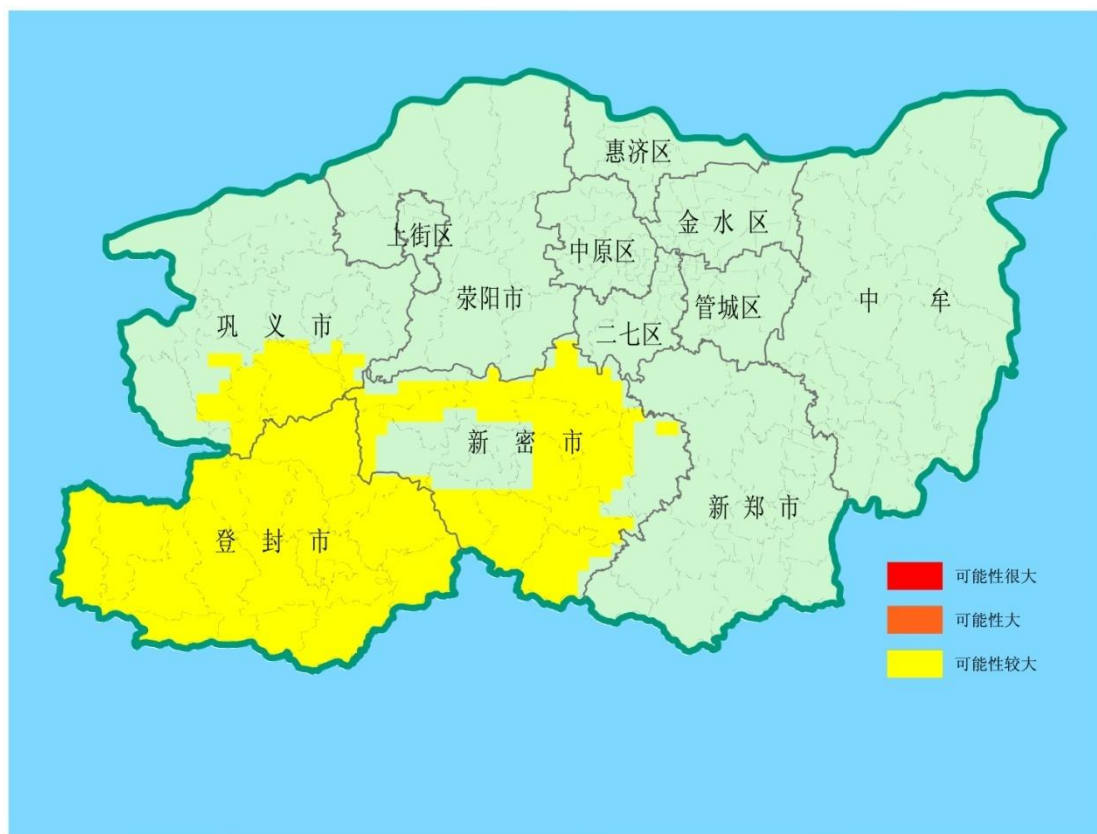 惠济区
金水区
上街区
中原区
荥阳市
管城区
中牟
巩义市
二七区
新密市
新郑市
登封市
可能性很大
可能性大
可能性较大